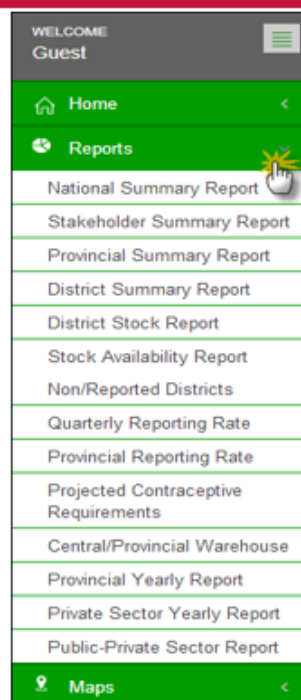 WELCOME
Guest
Home
Reports
National Summary Report
Stakeholder Summary Report
Provincial Summary Report
District Summary Report
District Stock Report
Stock Availability Report
Non/Reported Districts
Quarterly Reporting Rate
Provincial Reporting Rate
Projected Contraceptive
Requirements
Central/Provincial Warehouse
Provincial Yearly Report
Private Sector Yearly Report
Public-Private Sector Report
Maps